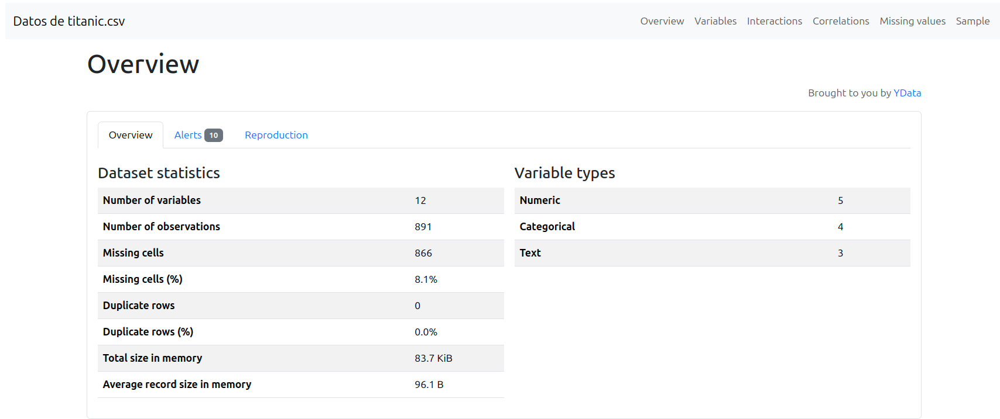 Datos de titanic.csv
Overview Variables Interactions Correlations Missing values Sample
Overview
Brought to you by YData
Overview Alerts 10 Reproduction
Dataset statistics
Number of variables 12
Number of observations 891
Missing cells 866
Missing cells (%) 8.1%
Duplicate rows 0
Duplicate rows (%) 0.0%
Total size in memory 83.7 KiB
Average record size in memory 96.1 B
Variable types
Numeric 5
Categorical 4
Text 3